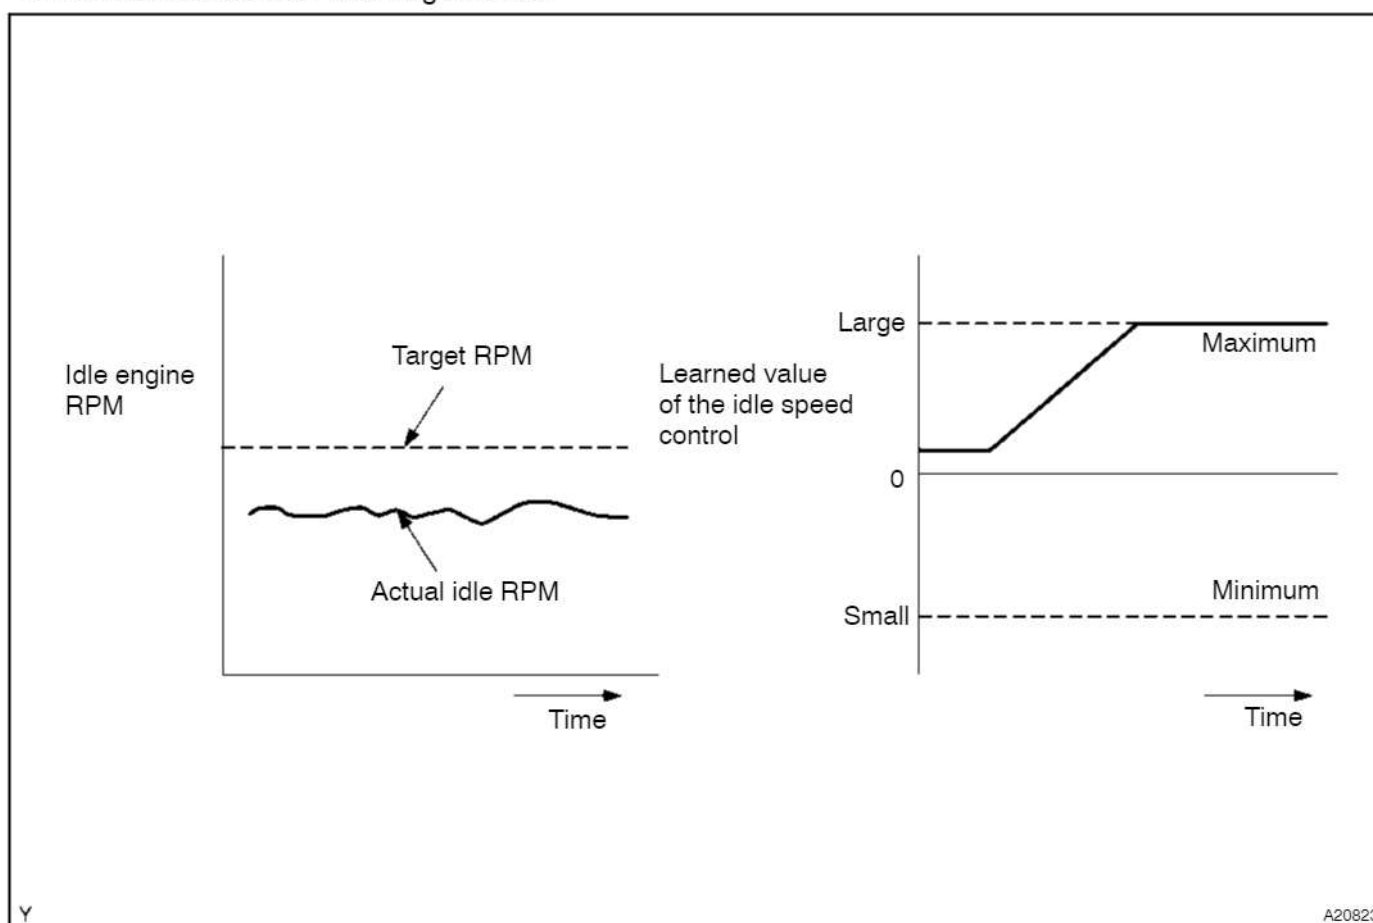 Target RPM
Idle engine
RPM
Actual idle RPM
Time
Learned value
of the idle speed
control
Large
Maximum
0
Minimum
Small
Time
Y
A20823